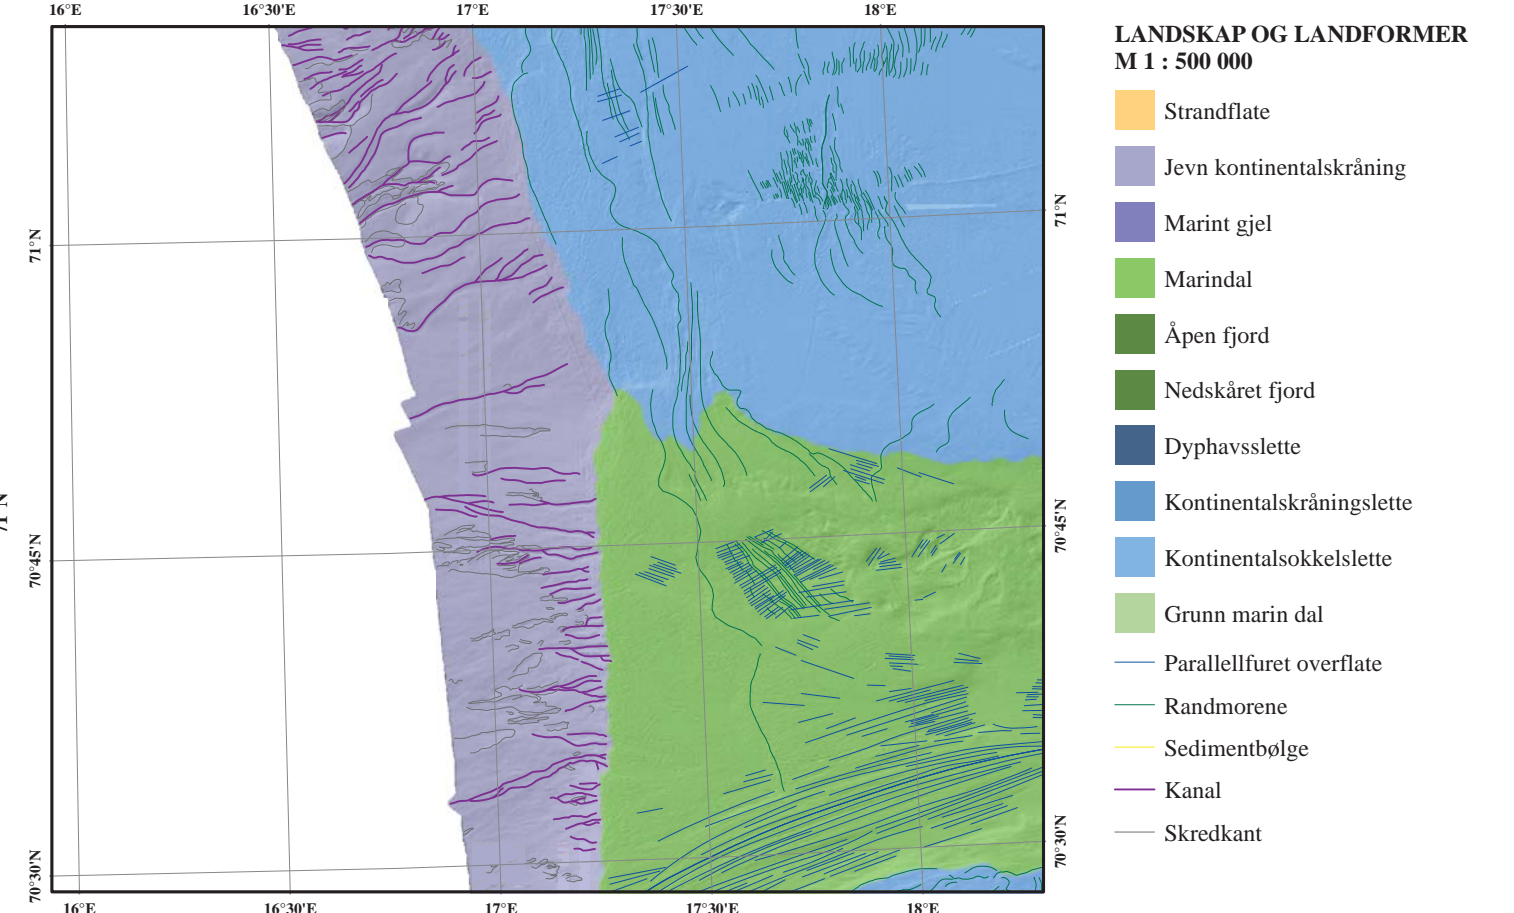 16°E
16°30'E
17°E
17°30'E
18°E
71°N
70°45'N
70°30'N
71°N
70°45'N
70°30'N
16°E
16°30'E
17°E
17°30'E
18°E
LANDSKAP OG LANDFORMER
M 1 : 500 000
Strandflate
Jevn kontinentalskråning
Marint gjel
Marindal
Åpen fjord
Nedskåret fjord
Dyphavsslette
Kontinentalskråningslette
Kontinentalsokkelslette
Grunn marin dal
Parallellfuret overflate
Randmorene
Sedimentbølge
Kanal
Skredkant